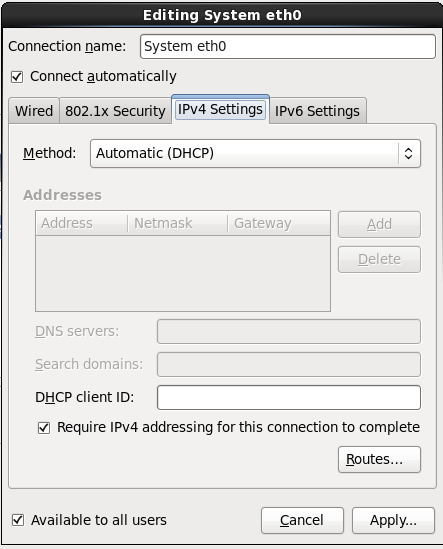 Editing System eth0
Connection name: System eth0
Connect automatically
Wired 802.1x Security IPv4 Settings IPv6 Settings
Method: Automatic (DHCP)
Addresses
Address Netmask Gateway Add
Delete
DNS servers:
Search domains:
DHCP client ID:
Require IPv4 addressing for this connection to complete
Routes...
Available to all users Cancel Apply...